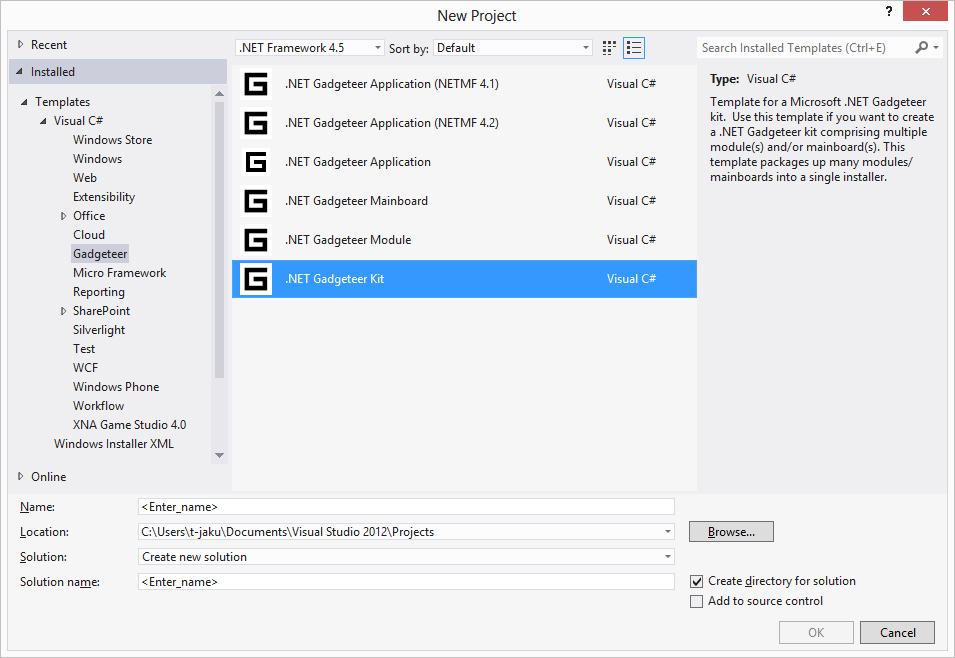 New Project
?
Recent
Installed
Templates
Visual C#
Windows Store
Windows
Web
Extensibility
Office
Cloud
Gadgeteer
Micro Framework
Reporting
SharePoint
Silverlight
Test
WCF
Windows Phone
Workflow
XNA Game Studio 4.0
Windows Installer XML
Online
.NET Framework 4.5
Sort by: Default
.NET Gadgeteer Application (NETMF 4.1) Visual C#
.NET Gadgeteer Application (NETMF 4.2) Visual C#
.NET Gadgeteer Application Visual C#
.NET Gadgeteer Mainboard Visual C#
.NET Gadgeteer Module Visual C#
.NET Gadgeteer Kit Visual C#
Search Installed Templates (Ctrl+E)
Type: Visual C#
Template for a Microsoft .NET Gadgeteer
kit. Use this template if you want to create
a .NET Gadgeteer kit comprising multiple
module(s) and/or mainboard(s). This
template packages up many modules/
mainboards into a single installer.
Name: <Enter_name>
Location: C:\Users\t-jaku\Documents\Visual Studio 2012\Projects
Browse...
Solution: Create new solution
Solution name: <Enter_name>
Create directory for solution
Add to source control
OK
Cancel